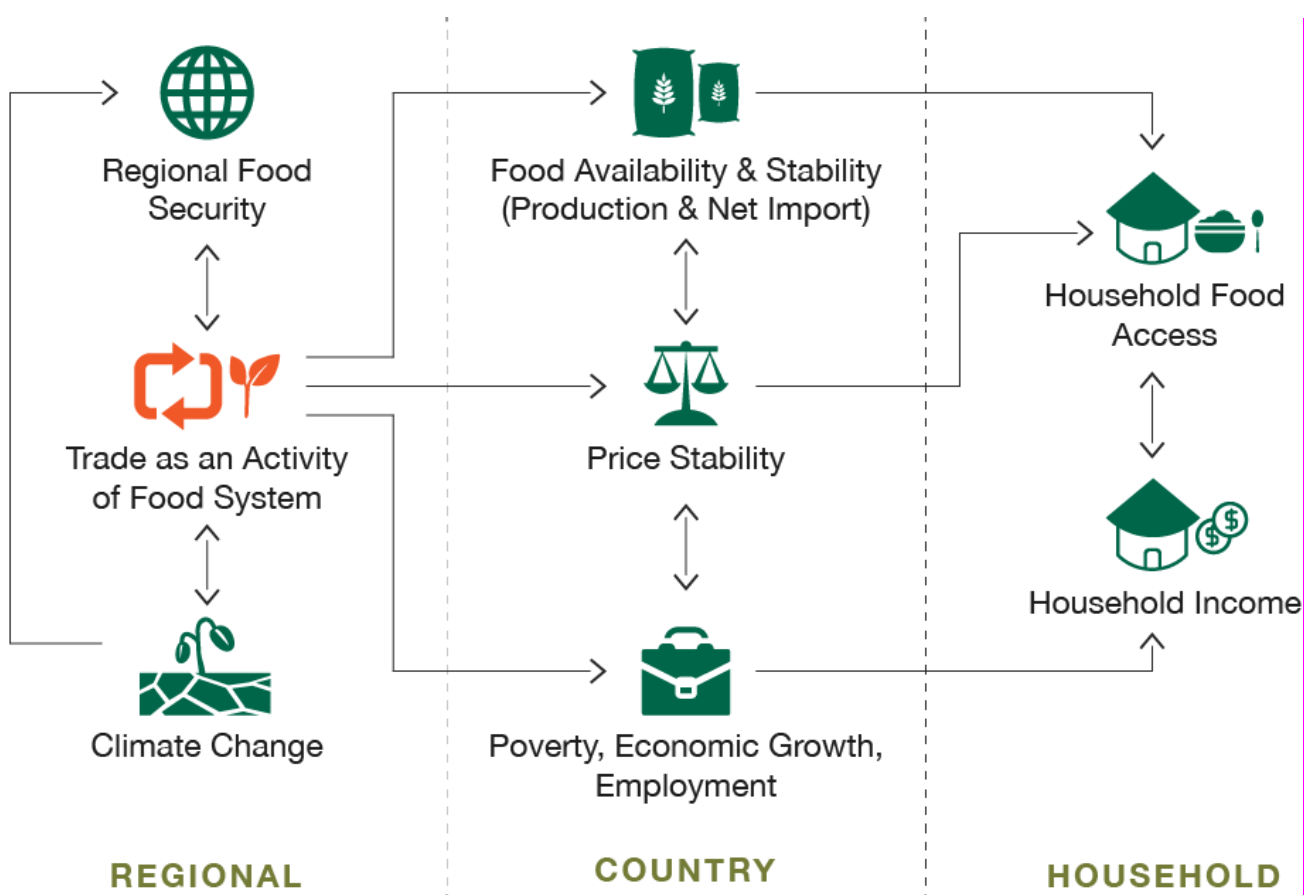 Regional Food
Security
Trade as an Activity
of Food System
Climate Change
REGIONAL
Food Availability & Stability
(Production & Net Import)
Price Stability
Poverty, Economic Growth,
Employment
COUNTRY
Household Food
Access
$
$
Household Income
HOUSEHOLD